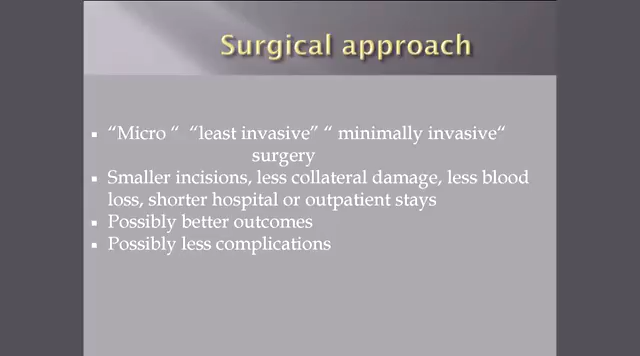 Surgical approach
“Micro “ “least invasive” “ minimally invasive“
surgery
Smaller incisions, less collateral damage, less blood
loss, shorter hospital or outpatient stays
Possibly better outcomes
Possibly less complications